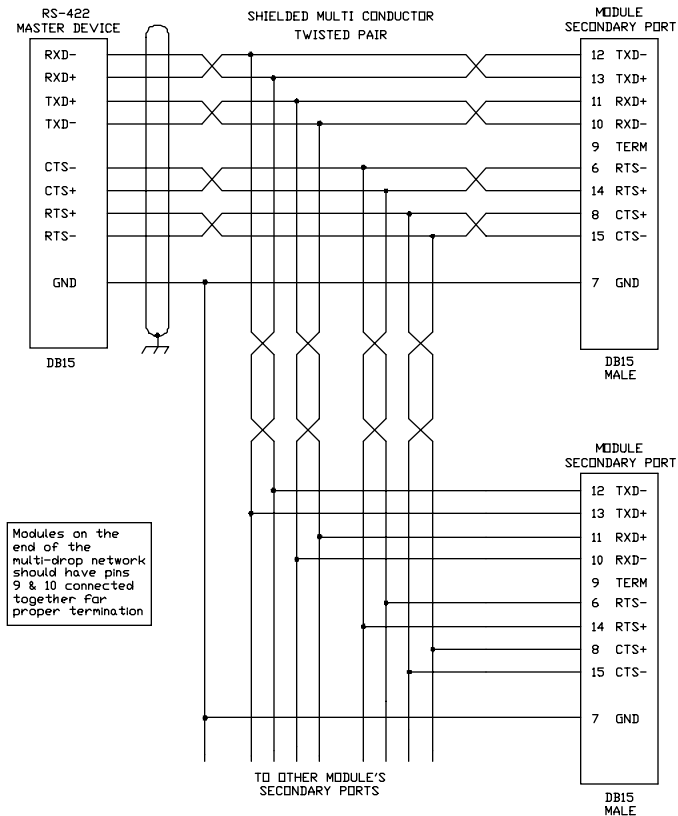 RS-422
MASTER DEVICE
SHIELDED MULTI CONDUCTOR
TWISTED PAIR
MODULE
SECONDARY PORT
RXD-
RXD+
TXD+
TXD-
CTS-
CTS+
RTS+
RTS-
GND
DB15
12 TXD-
13 TXD+
11 RXD+
10 RXD-
9 TERM
6 RTS-
14 RTS+
8 CTS+
15 CTS-
7 GND
DB15
MALE
MODULE
SECONDARY PORT
12 TXD-
13 TXD+
11 RXD+
10 RXD-
9 TERM
6 RTS-
14 RTS+
8 CTS+
15 CTS-
7 GND
DB15
MALE
Modules on the
end of the
multi-drop network
should have pins
9 & 10 connected
together for
proper termination
TO OTHER MODULE'S
SECONDARY PORTS